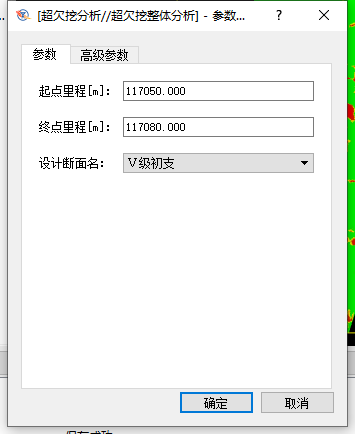 [超欠挖分析//超欠挖整体分析] - 参数...
参数 高级参数
起点里程[m]: 117050.000
终点里程[m]: 117080.000
设计断面名: Ⅴ级初支
确定 取消